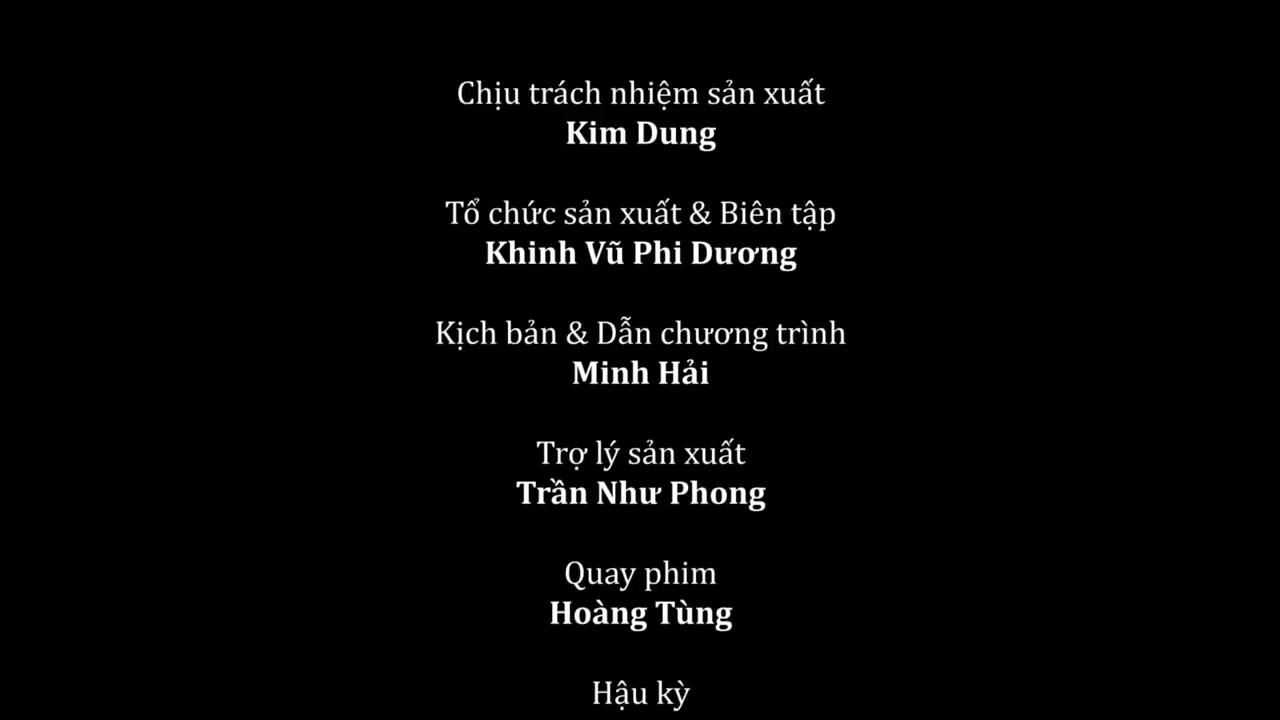 Chịu trách nhiệm sản xuất
Kim Dung
Tổ chức sản xuất & Biên tập
Khinh Vũ Phi Dương
Kịch bản & Dẫn chương trình
Minh Hải
Trợ lý sản xuất
Trần Như Phong
Quay phim
Hoàng Tùng
Hậu kỳ